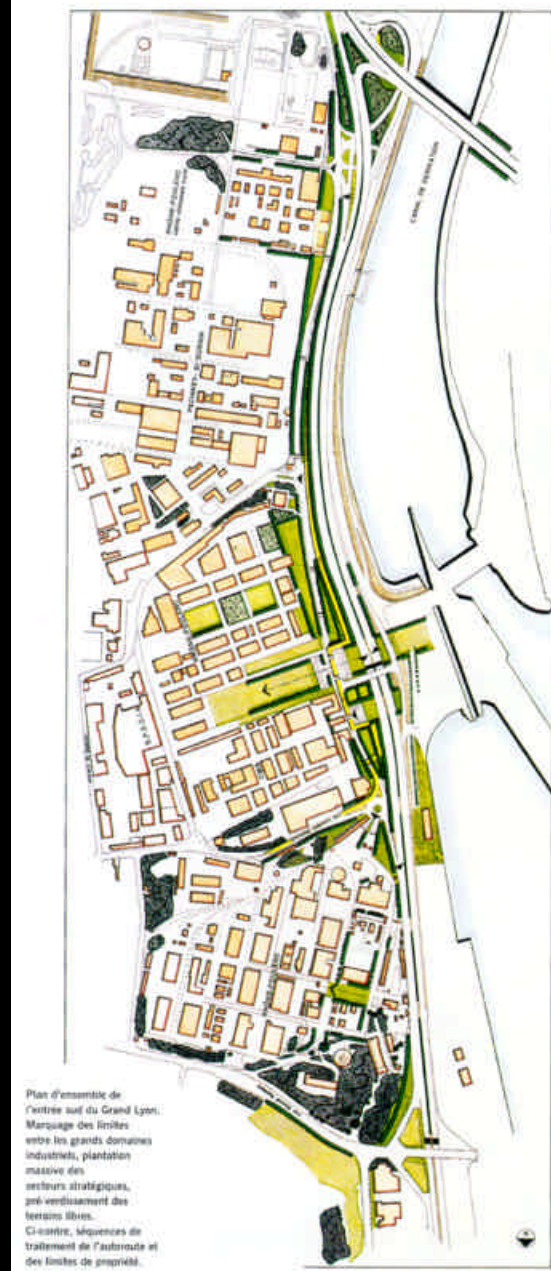 CANAL DE DERIVATION
Plan d'ensemble de
l'entrée sud du Grand Lyon.
Marquage des limites
entre les grands domaines
industriels, plantation
massive des
secteurs stratégiques,
pré-verdissement des
terrains libres.
Ci-contre, séquences de
traitement de l'autoroute et
des limites de propriété.